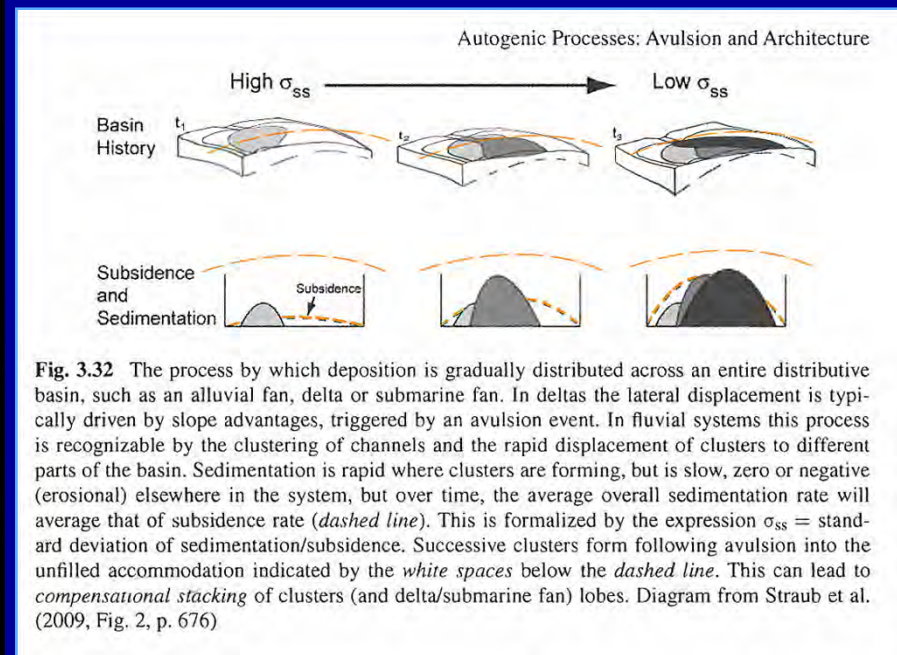 Autogenic Processes: Avulsion and Architecture
High σss Low σss
Basin
History
t₁
t₂
t₃
Subsidence
and
Sedimentation
Subsidence
Fig. 3.32 The process by which deposition is gradually distributed across an entire distributive
basin, such as an alluvial fan, delta or submarine fan. In deltas the lateral displacement is typi-
cally driven by slope advantages, triggered by an avulsion event. In fluvial systems this process
is recognizable by the clustering of channels and the rapid displacement of clusters to different
parts of the basin. Sedimentation is rapid where clusters are forming, but is slow, zero or negative
(erosional) elsewhere in the system, but over time, the average overall sedimentation rate will
average that of subsidence rate (dashed line). This is formalized by the expression σss = stand-
ard deviation of sedimentation/subsidence. Successive clusters form following avulsion into the
unfilled accommodation indicated by the white spaces below the dashed line. This can lead to
compensational stacking of clusters (and delta/submarine fan) lobes. Diagram from Straub et al.
(2009, Fig. 2, p. 676)